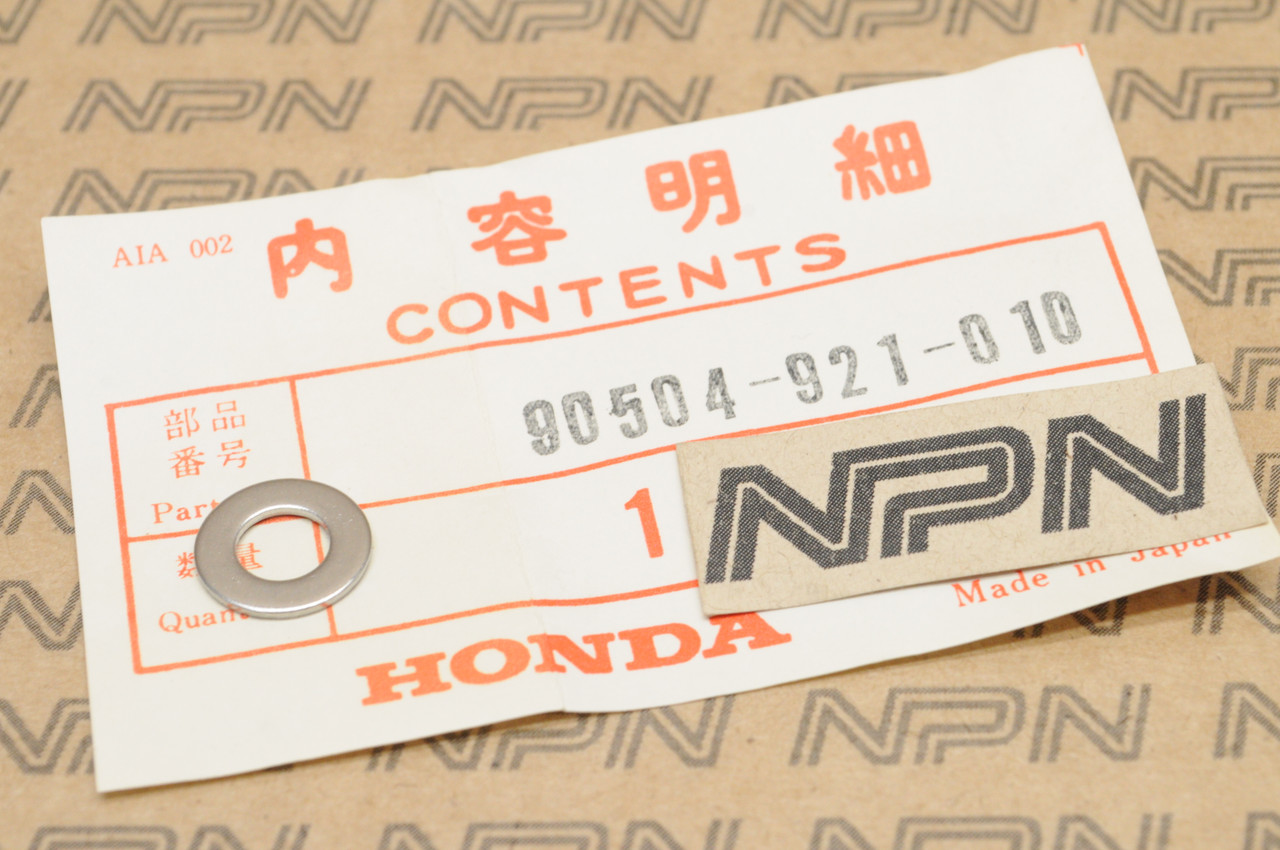 AIA 002
内容明細
CONTENTS
部品
番号
Part
90504-921-010
数量
Quan
1
NPN
Made in Japan
HONDA